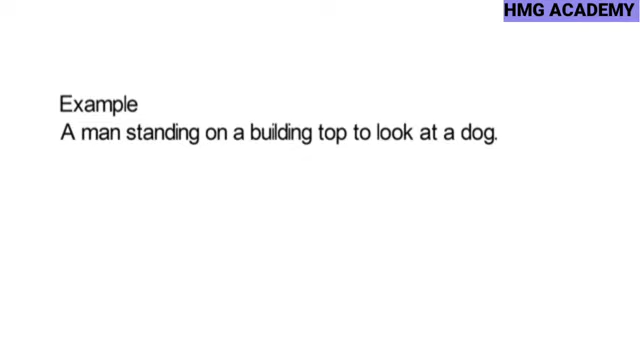 HMG ACADEMY
Example
A man standing on a building top to look at a dog.